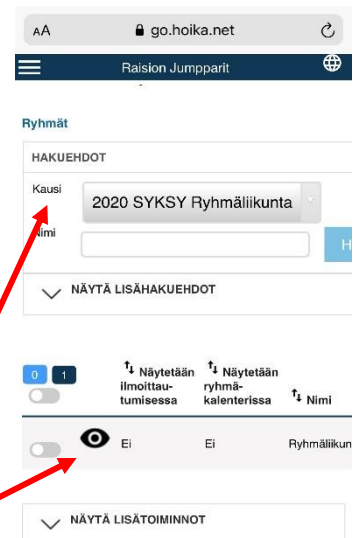 AA go.hoika.net
Raision Jumpparit
Ryhmät
HAKUEHDOT
Kausi 2020 SYKSY Ryhmäliikunta
Nimi H
NÄYTÄ LISÄHAKUEHDOT
0 1
Näytetään ilmoittau- tumisessa
Näytetään ryhmä- kalenterissa
Nimi
Ei Ei Ryhmäliikun
NÄYTÄ LISÄTOIMINNOT